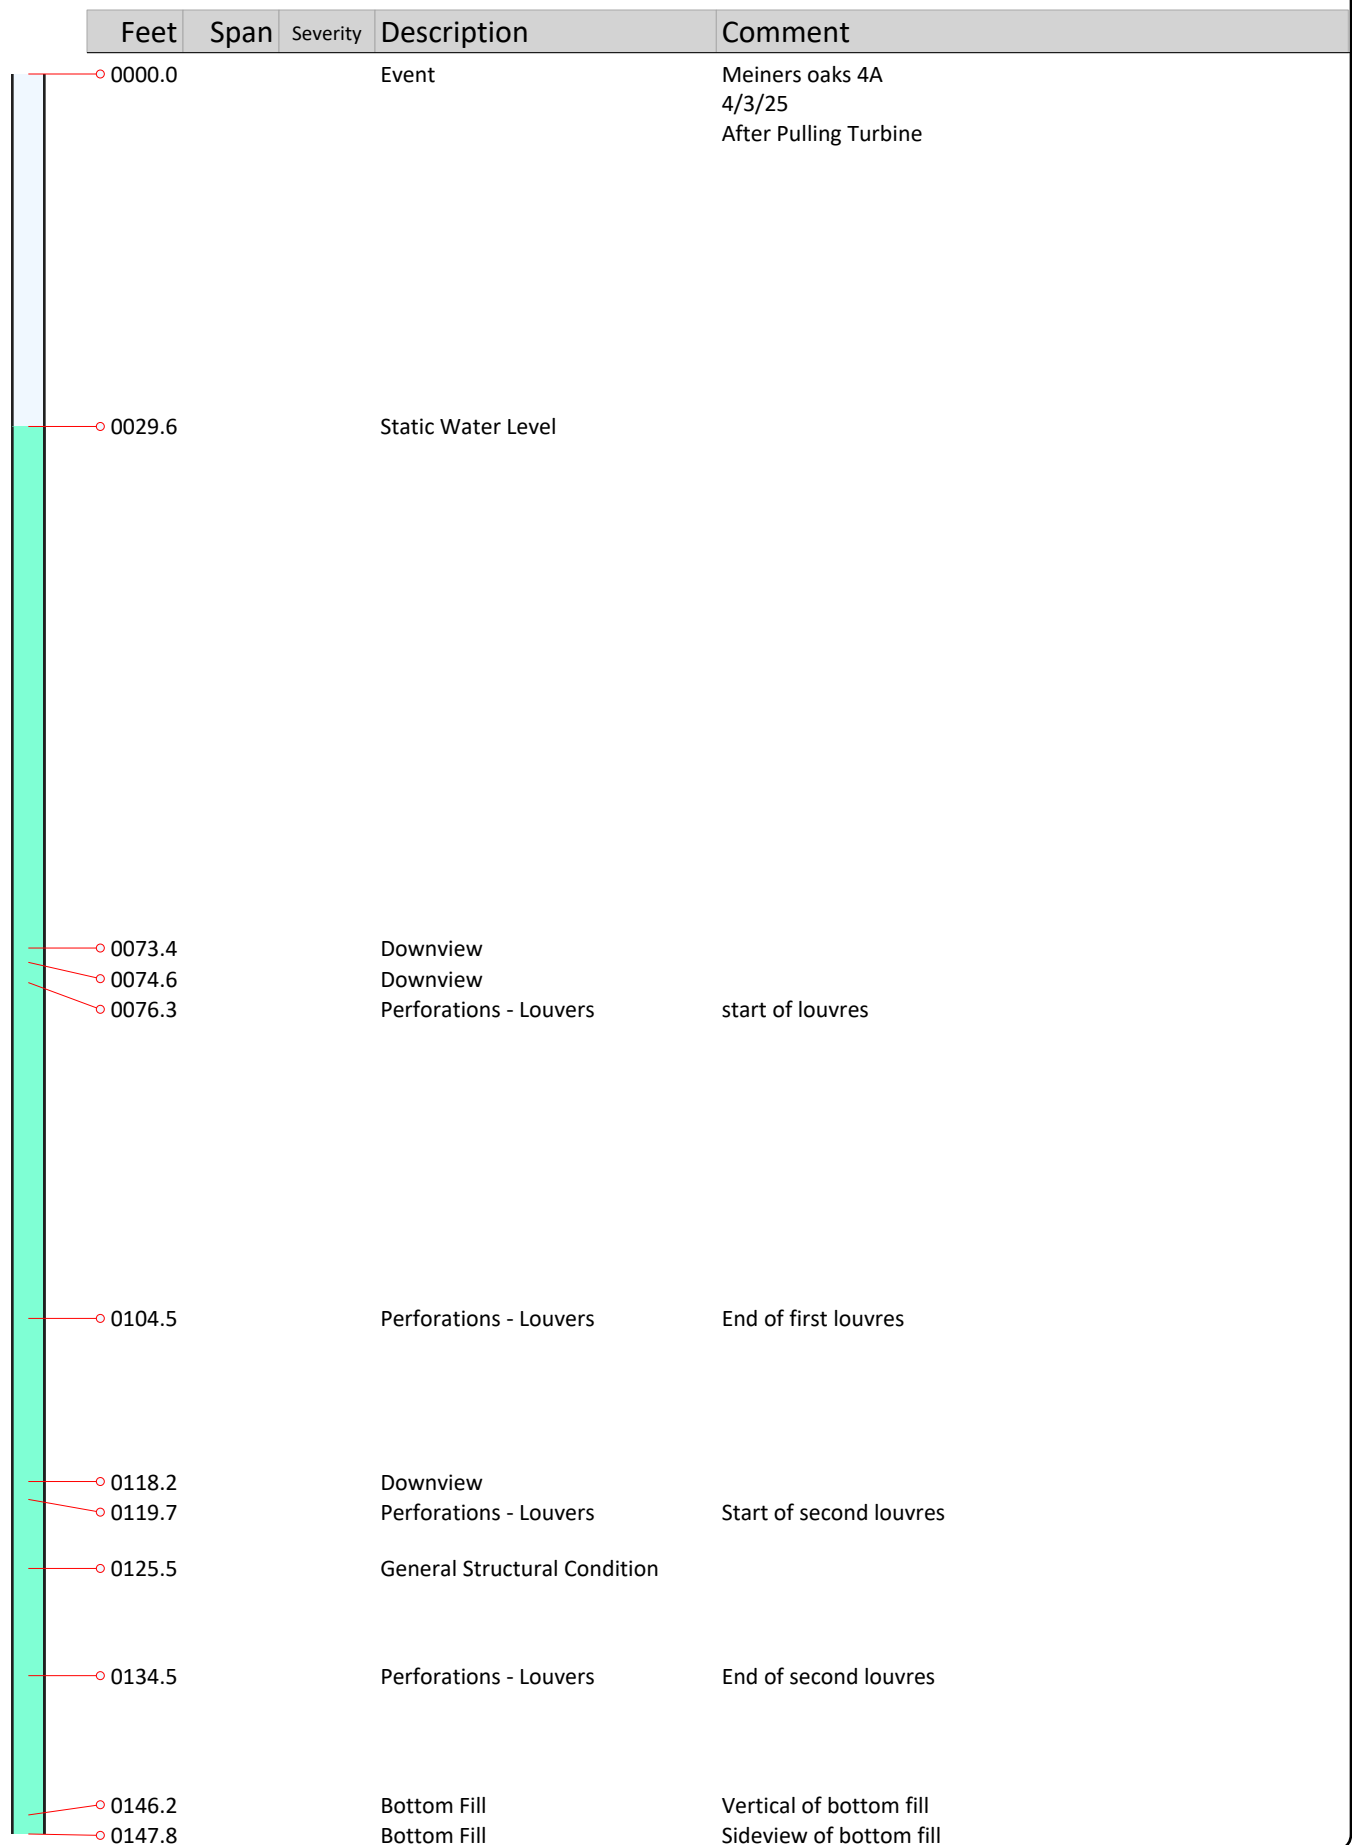 Feet Span Severity Description Comment
0000.0 Event Meiners oaks 4A
4/3/25
After Pulling Turbine
0029.6 Static Water Level
0073.4 Downview
0074.6 Downview
0076.3 Perforations - Louvers start of louvres
0104.5 Perforations - Louvers End of first louvres
0118.2 Downview
0119.7 Perforations - Louvers Start of second louvres
0125.5 General Structural Condition
0134.5 Perforations - Louvers End of second louvres
0146.2 Bottom Fill Vertical of bottom fill
0147.8 Bottom Fill Sideview of bottom fill